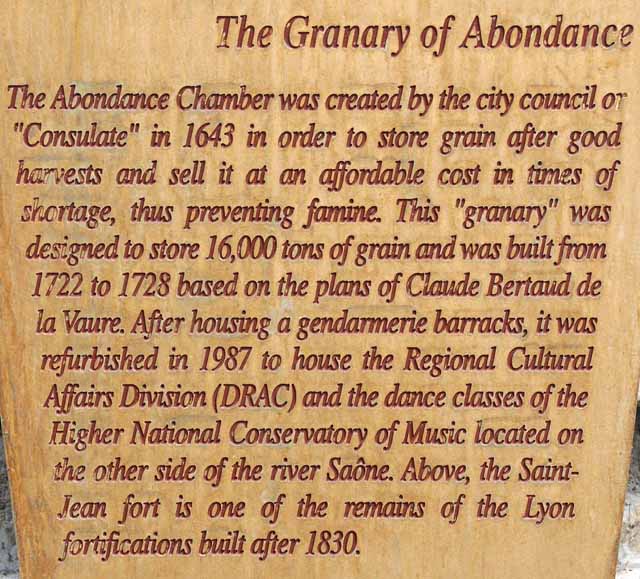 The Granary of Abondance
The Abondance Chamber was created by the city council or
"Consulate" in 1643 in order to store grain after good
harvests and sell it at an affordable cost in times of
shortage, thus preventing famine. This "granary" was
designed to store 16,000 tons of grain and was built from
1722 to 1728 based on the plans of Claude Bertaud de
la Vaure. After housing a gendarmerie barracks, it was
refurbished in 1987 to house the Regional Cultural
Affairs Division (DRAC) and the dance classes of the
Higher National Conservatory of Music located on
the other side of the river Saône. Above, the Saint-
Jean fort is one of the remains of the Lyon
fortifications built after 1830.